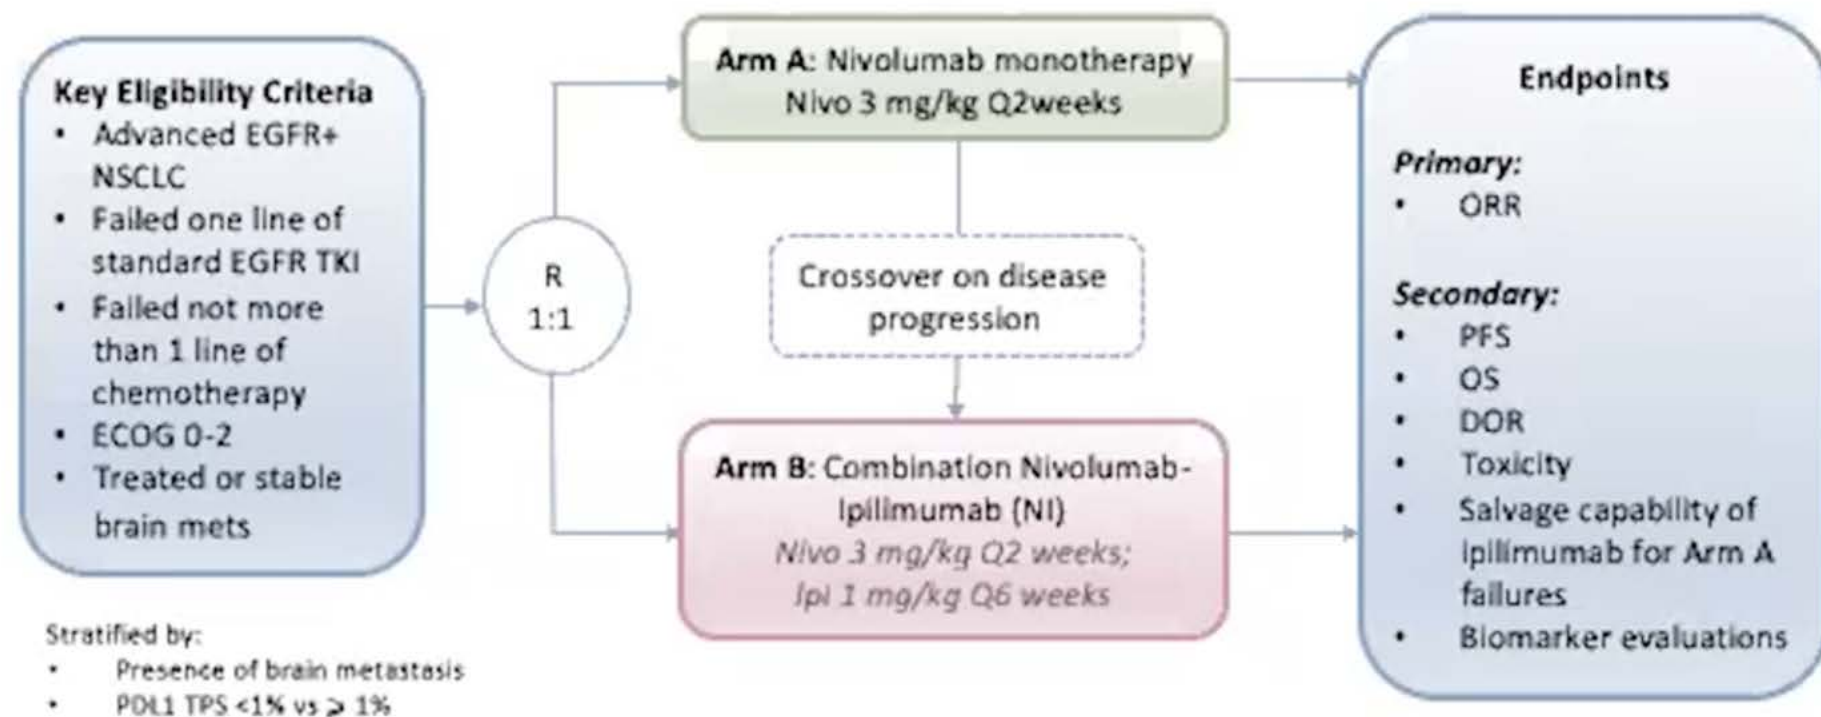 Key Eligibility Criteria
• Advanced EGFR+
NSCLC
• Failed one line of
standard EGFR TKI
• Failed not more
than 1 line of
chemotherapy
• ECOG 0-2
• Treated or stable
brain mets
Stratified by:
• Presence of brain metastasis
• PDL1 TPS <1% vs ⩾ 1%
R
1:1
Arm A: Nivolumab monotherapy
Nivo 3 mg/kg Q2weeks
Crossover on disease
progression
Arm B: Combination Nivolumab-
Ipilimumab (NI)
Nivo 3 mg/kg Q2 weeks;
Ipi 1 mg/kg Q6 weeks
Endpoints
Primary:
• ORR
Secondary:
• PFS
• OS
• DOR
• Toxicity
• Salvage capability of
ipilimumab for Arm A
failures
• Biomarker evaluations